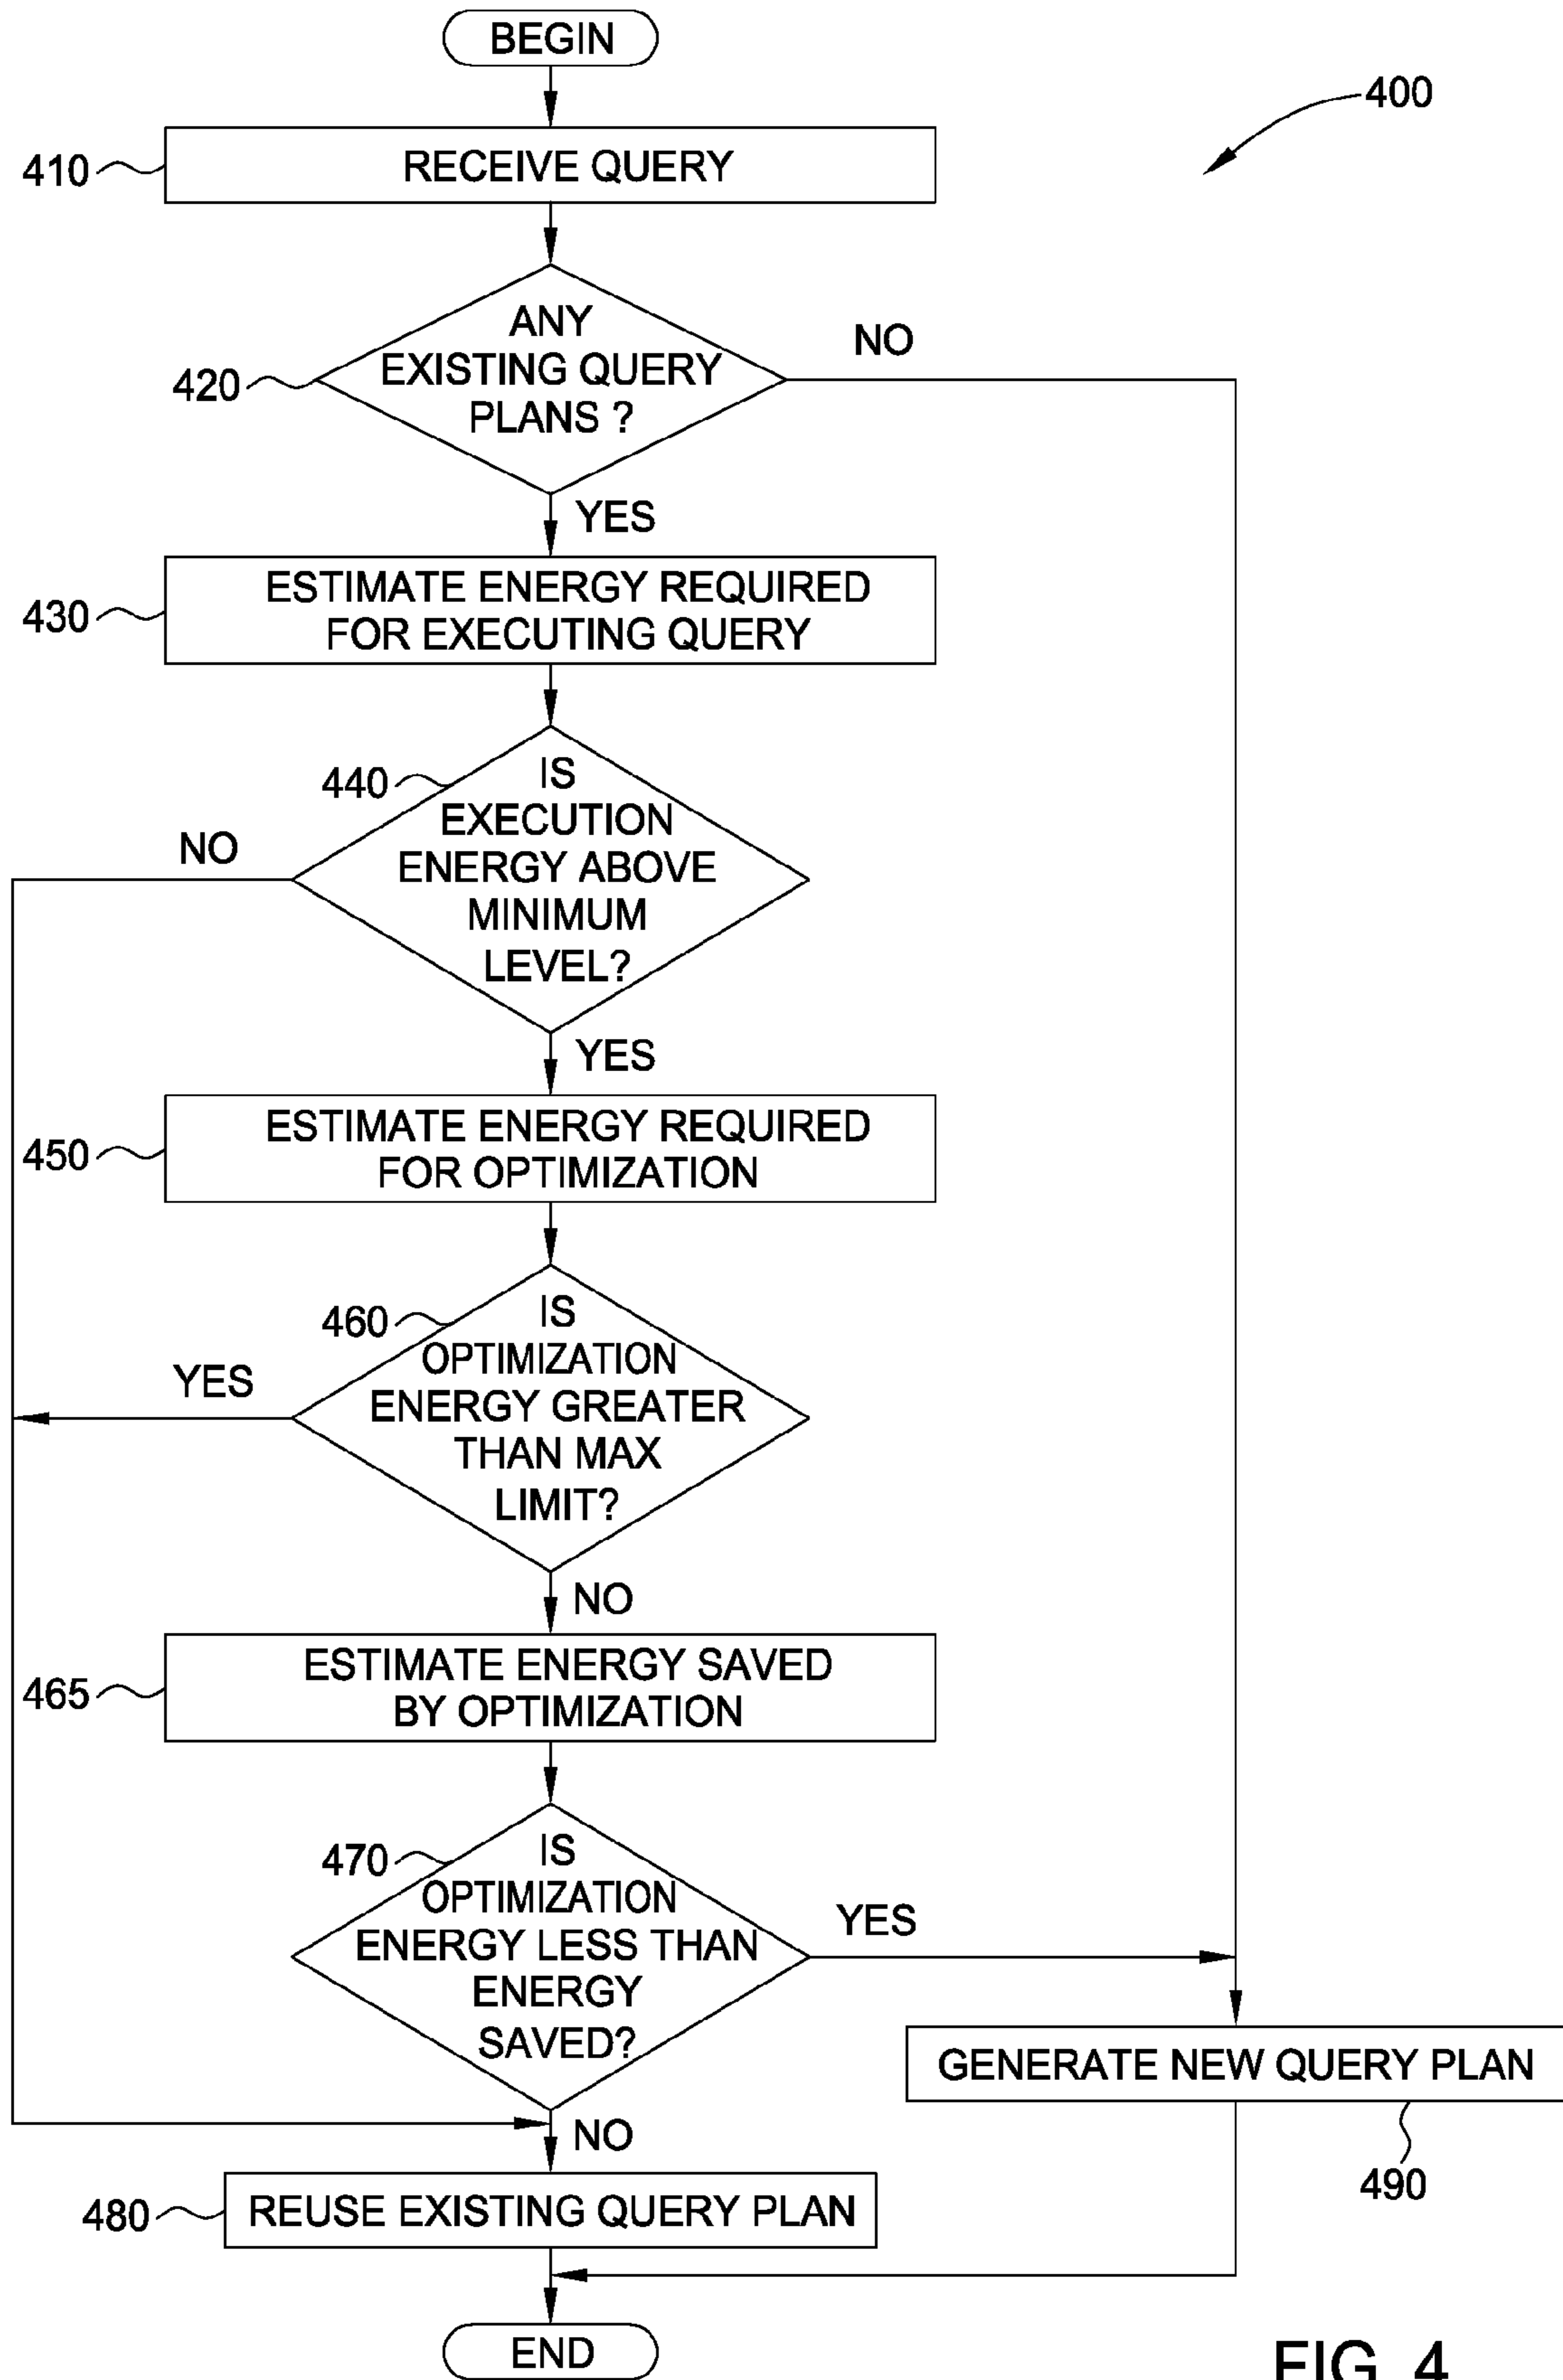 BEGIN
400
410
RECEIVE QUERY
ANY
EXISTING QUERY
PLANS ?
NO
420
YES
430
ESTIMATE ENERGY REQUIRED
FOR EXECUTING QUERY
440
IS
EXECUTION
ENERGY ABOVE
MINIMUM
LEVEL?
NO
YES
450
ESTIMATE ENERGY REQUIRED
FOR OPTIMIZATION
460
IS
OPTIMIZATION
ENERGY GREATER
THAN MAX
LIMIT?
YES
NO
465
ESTIMATE ENERGY SAVED
BY OPTIMIZATION
470
IS
OPTIMIZATION
ENERGY LESS THAN
ENERGY
SAVED?
YES
GENERATE NEW QUERY PLAN
NO
490
480
REUSE EXISTING QUERY PLAN
END
FIG. 4